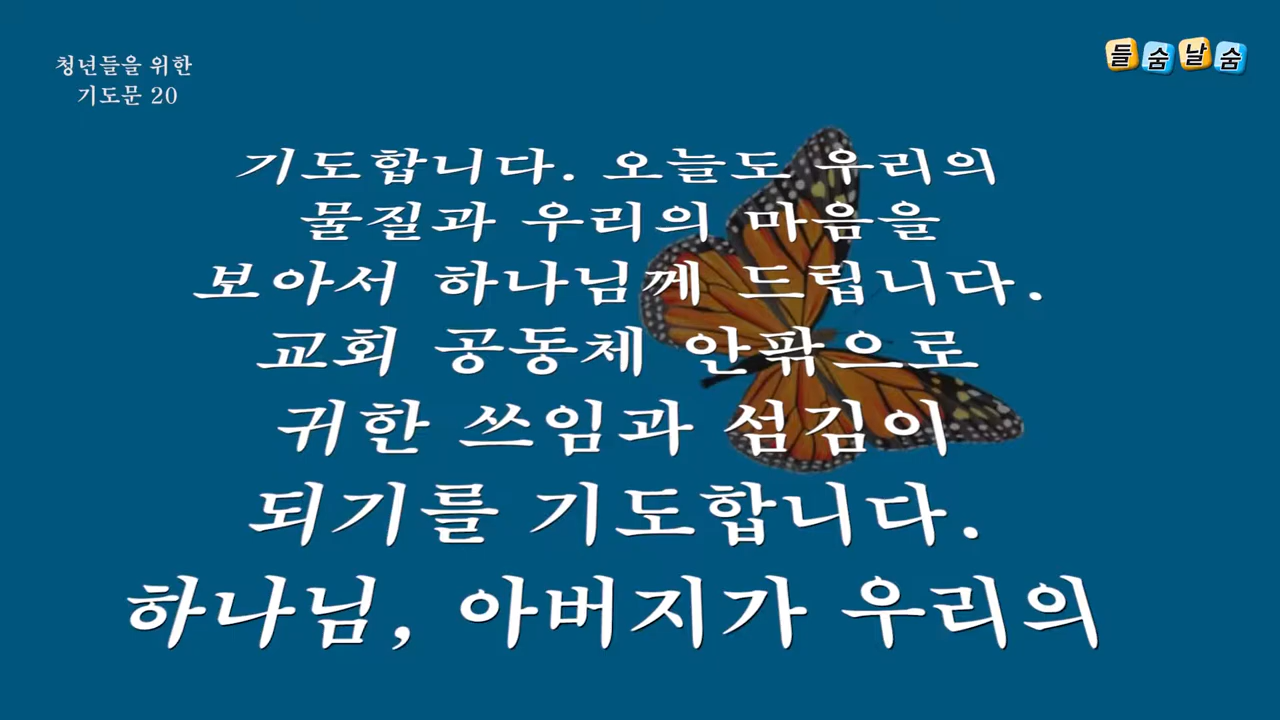 청년들을 위한
기도문 20
들숨날숨
기도합니다. 오늘도 우리의
물질과 우리의 마음을
보아서 하나님께 드립니다.
교회 공동체 안팎으로
귀한 쓰임과 섬김이
되기를 기도합니다.
하나님, 아버지가 우리의